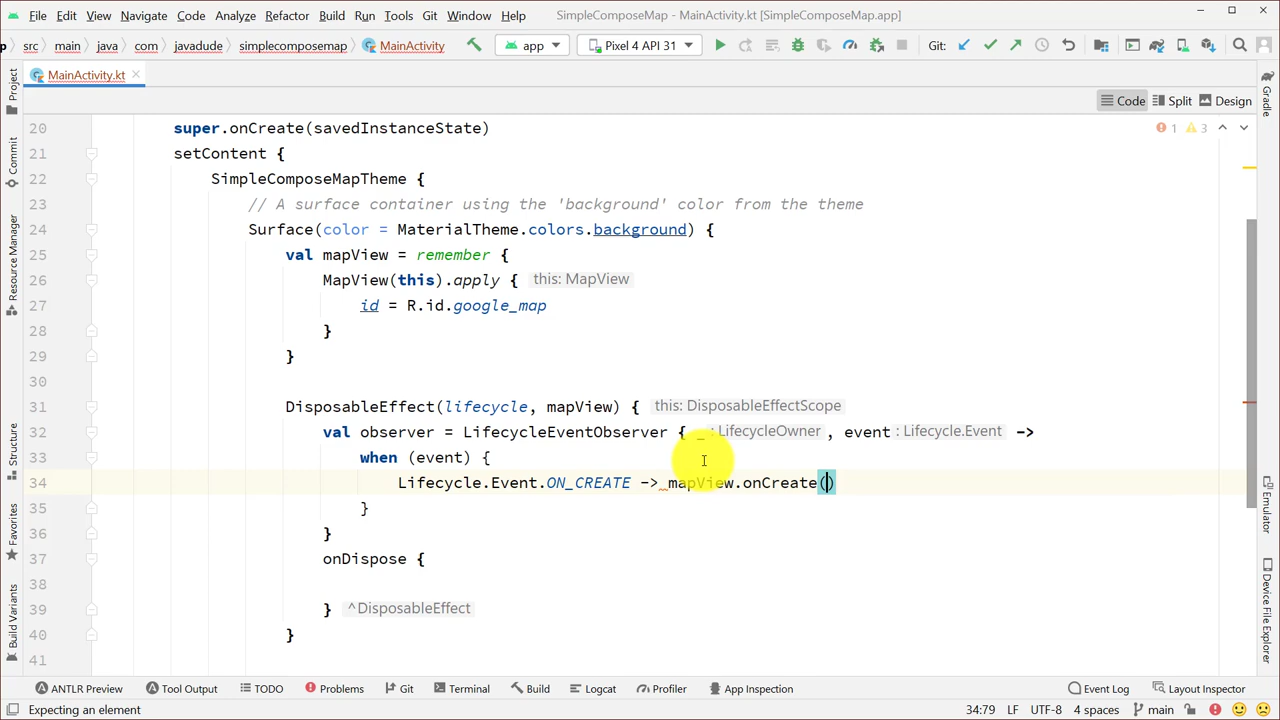 File Edit View Navigate Code Analyze Refactor Build Run Tools Git Window Help SimpleComposeMap - MainActivity.kt [SimpleComposeMap.app]
src main java com javadude simplecomposemap MainActivity app Pixel 4 API 31 Git:
MainActivity.kt
Code Split Design
20 super.onCreate(savedInstanceState) 1 3
21 setContent {
22 SimpleComposeMapTheme {
23 // A surface container using the 'background' color from the theme
24 Surface(color = MaterialTheme.colors.background) {
25 val mapView = remember {
26 MapView(this).apply { this: MapView
27 id = R.id.google_map
28 }
29 }
30
31 DisposableEffect(lifecycle, mapView) { this: DisposableEffectScope
32 val observer = LifecycleEventObserver { _ : LifecycleOwner , event : Lifecycle.Event ->
33 when (event) {
34 Lifecycle.Event.ON_CREATE -> mapView.onCreate()
35 }
36 }
37 onDispose {
38
39 } ^DisposableEffect
40 }
41
Project
Commit
Resource Manager
Structure
Favorites
Build Variants
Gradle
Emulator
Device File Explorer
ANTLR Preview Tool Output TODO Problems Git Terminal Build Logcat Profiler App Inspection Event Log Layout Inspector
Expecting an element 34:79 LF UTF-8 4 spaces main